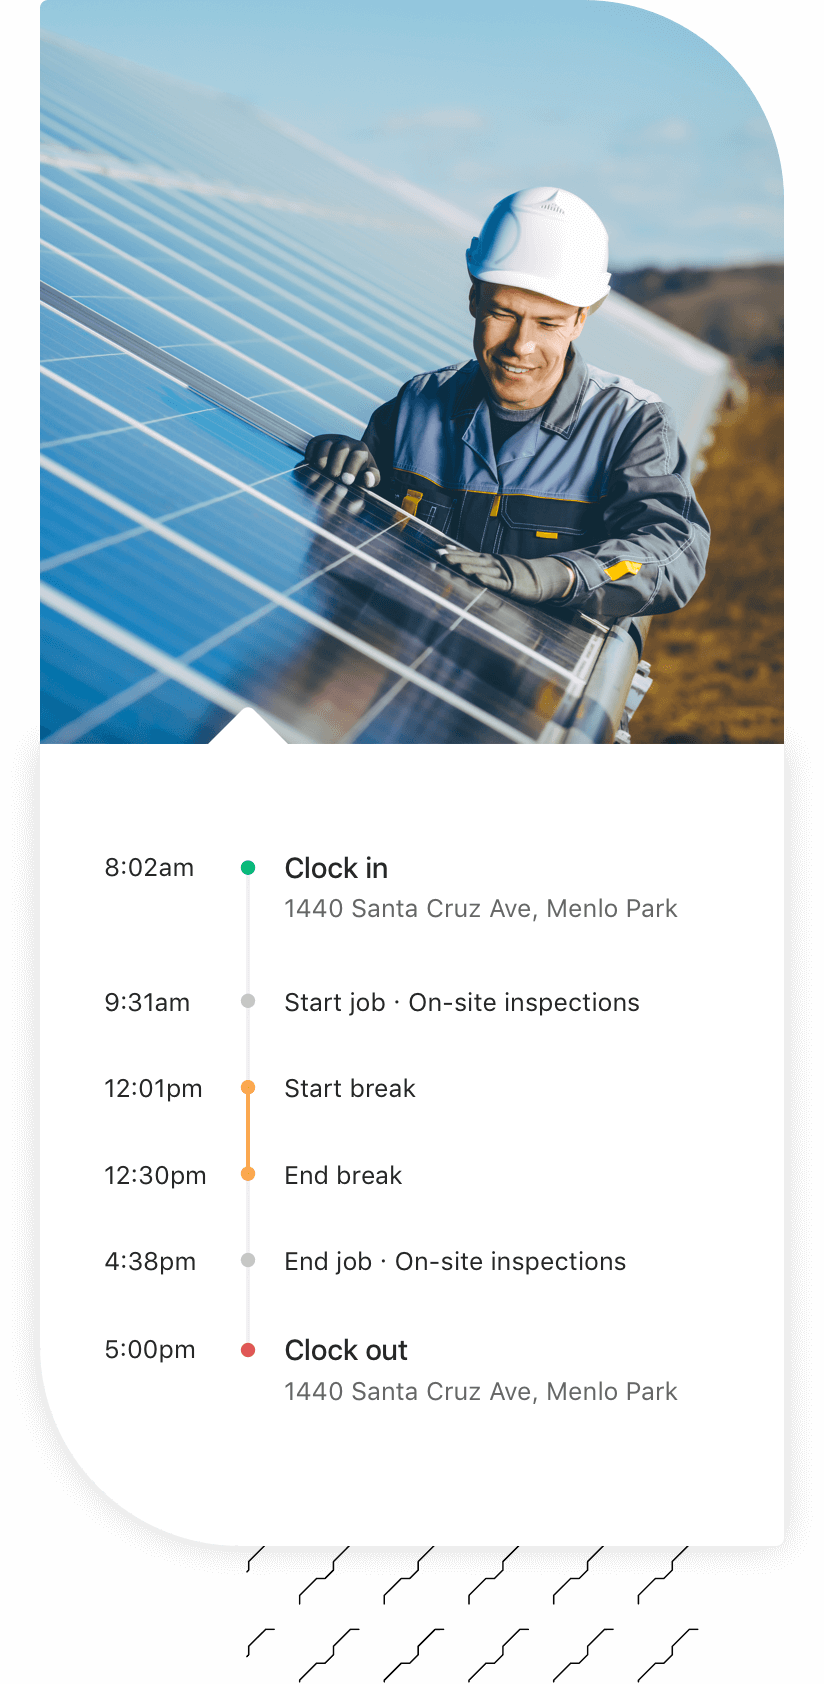 8:02am Clock in
1440 Santa Cruz Ave, Menlo Park
9:31am Start job · On-site inspections
12:01pm Start break
12:30pm End break
4:38pm End job · On-site inspections
5:00pm Clock out
1440 Santa Cruz Ave, Menlo Park